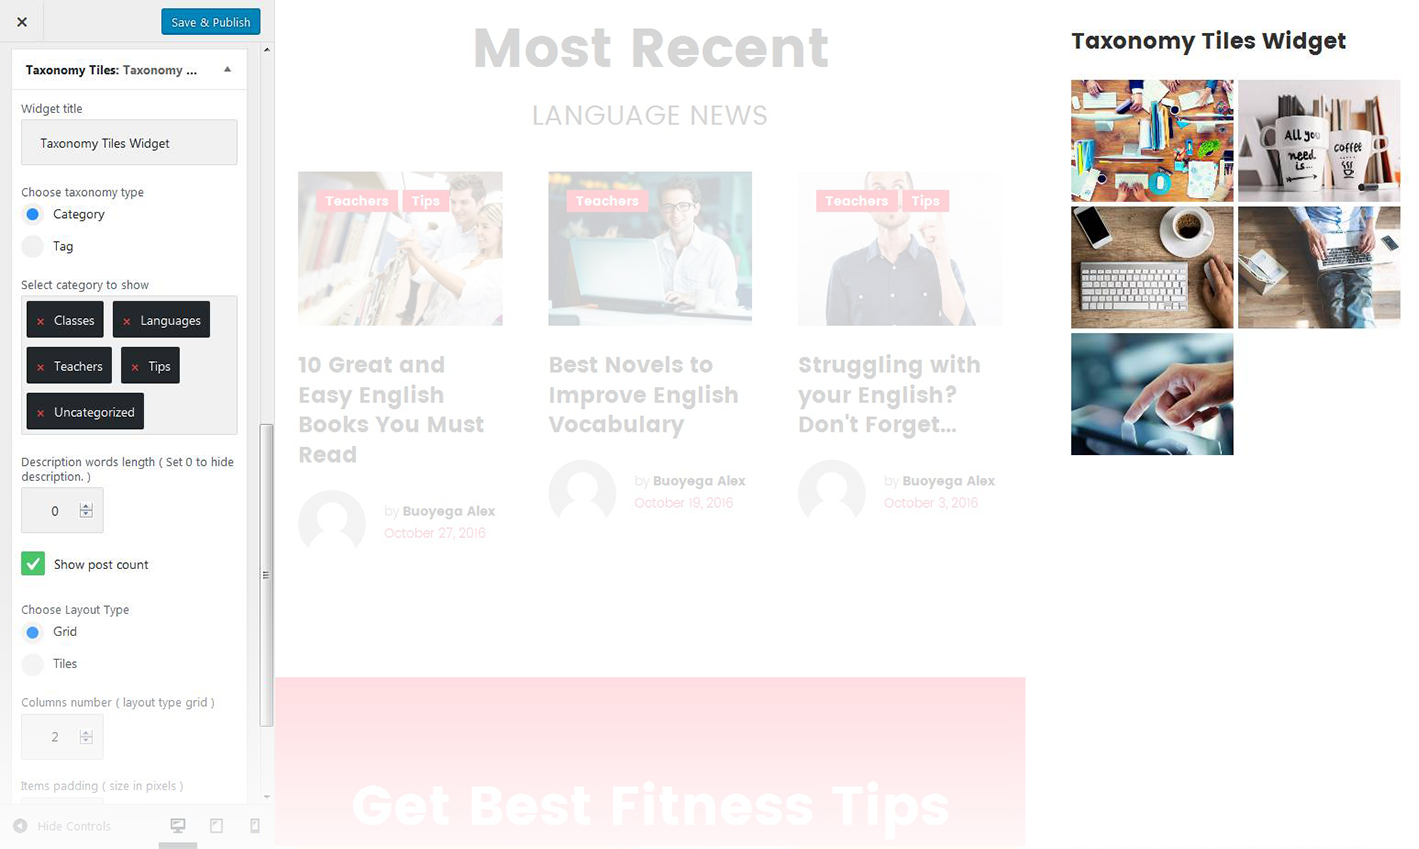 Save & Publish
Taxonomy Tiles: Taxonomy ...
Widget title
Taxonomy Tiles Widget
Choose taxonomy type
Category
Tag
Select category to show
× Classes
× Languages
× Teachers
× Tips
× Uncategorized
Description words length ( Set 0 to hide
description. )
0
Show post count
Choose Layout Type
Grid
Tiles
Columns number ( layout type grid )
2
Items padding ( size in pixels )
Hide Controls
Most Recent
LANGUAGE NEWS
Teachers Tips
10 Great and
Easy English
Books You Must
Read
by Buoyega Alex
October 27, 2016
Teachers
Best Novels to
Improve English
Vocabulary
by Buoyega Alex
October 19, 2016
Teachers Tips
Struggling with
your English?
Don't Forget...
by Buoyega Alex
October 3, 2016
Get Best Fitness Tips
Taxonomy Tiles Widget
All you
need
is...
coffee